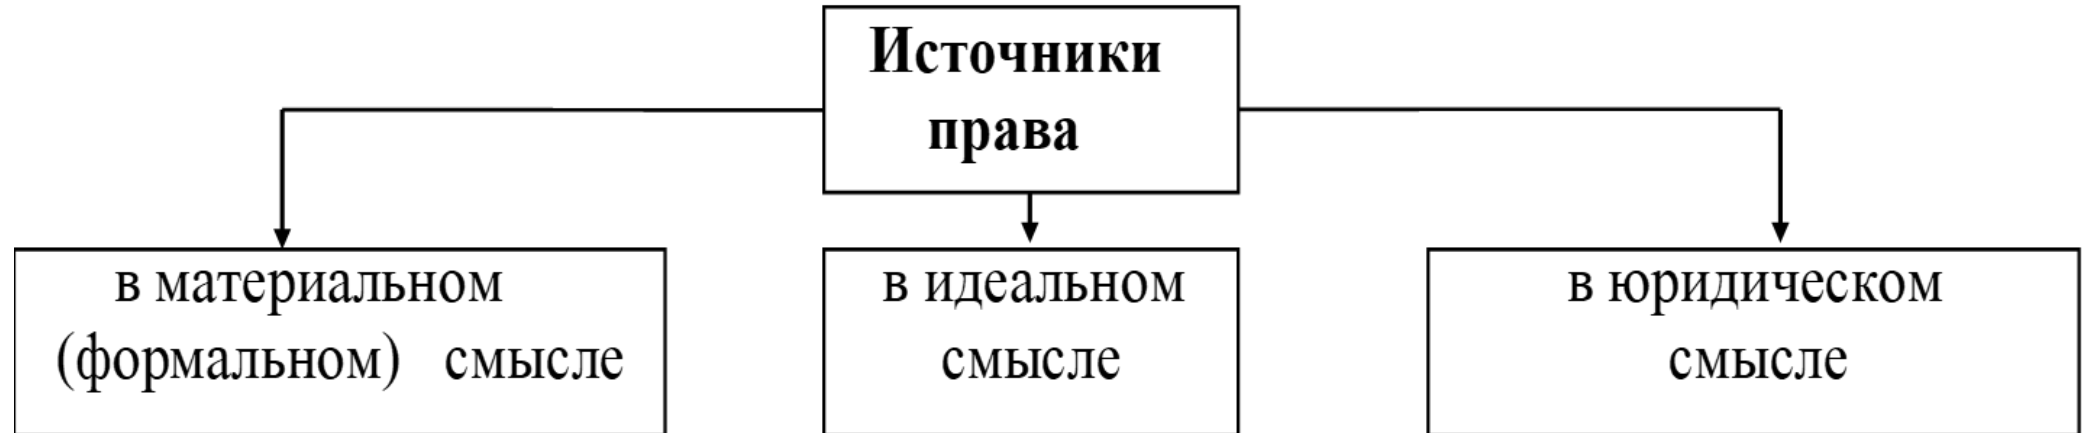 Источники
права
в материальном
(формальном) смысле
в идеальном
смысле
в юридическом
смысле